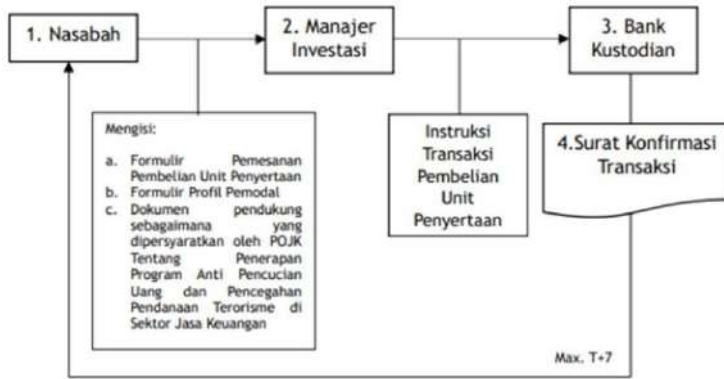 1. Nasabah
2. Manajer
Investasi
3. Bank
Kustodian
Mengisi:
a. Formulir Pemesanan
Pembelian Unit Penyertaan
b. Formulir Profil Pemodal
c. Dokumen pendukung
sebagaimana yang
dipersyaratkan oleh POJK
Tentang Penerapan
Program Anti Pencucian
Uang dan Pencegahan
Pendanaan Terorisme di
Sektor Jasa Keuangan
Instruksi
Transaksi
Pembelian
Unit
Penyertaan
4.Surat Konfirmasi
Transaksi
Max. T+7